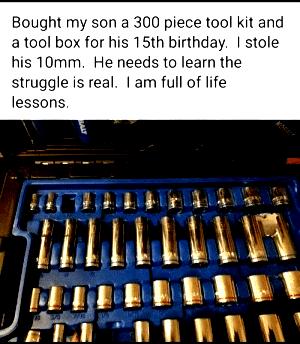 Bought my son a 300 piece tool kit and
a tool box for his 15th birthday.  I stole
his 10mm.  He needs to learn the
struggle is real.  I am full of life
lessons.